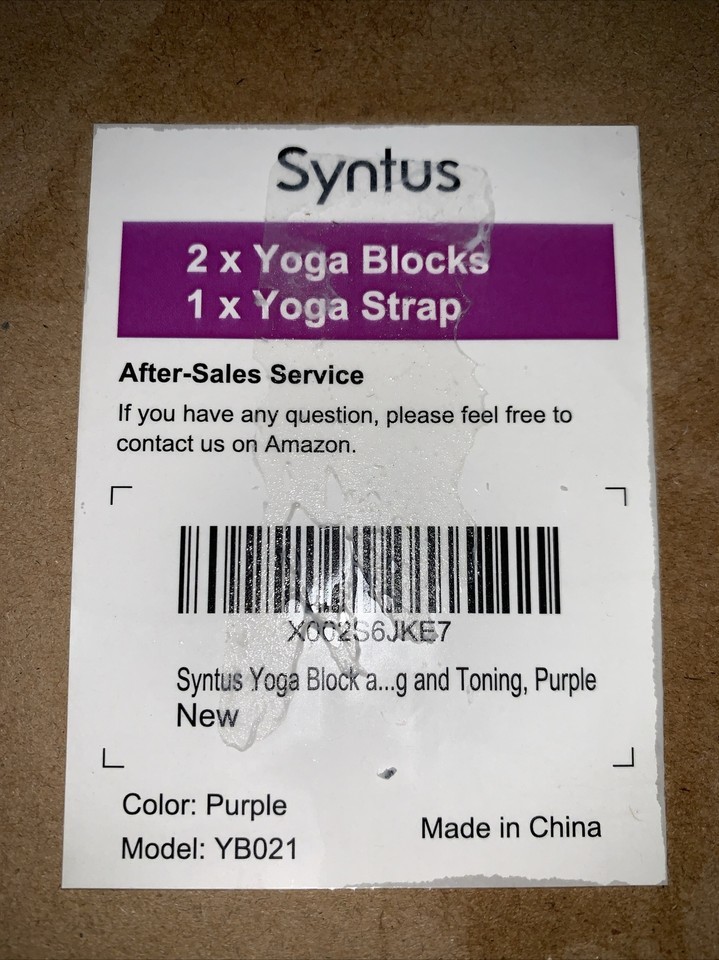 Syntus
2 x Yoga Blocks
1 x Yoga Strap
After-Sales Service
If you have any question, please feel free to
contact us on Amazon.
X002S6JKE7
Syntus Yoga Block a...g and Toning, Purple
New
Color: Purple
Model: YB021
Made in China